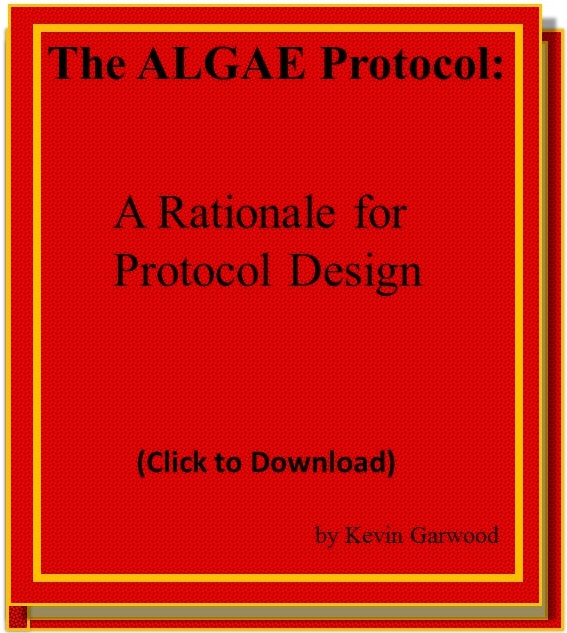 The ALGAE Protocol:
A Rationale for
Protocol Design
(Click to Download)
by Kevin Garwood